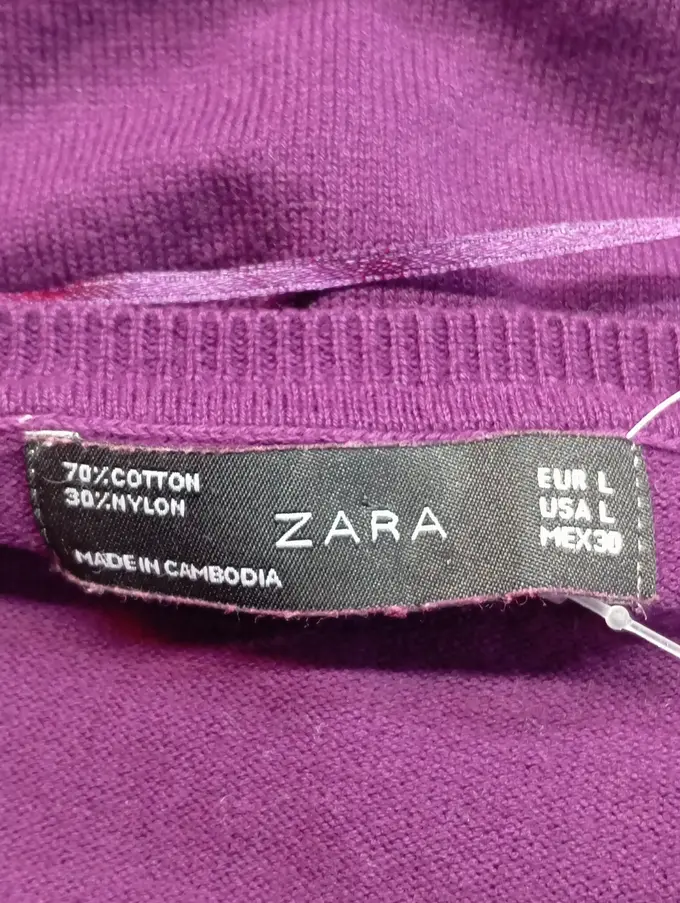 70%COTTON
30%NYLON
MADE IN CAMBODIA
ZARA
EUR L
USA L
MEX 30